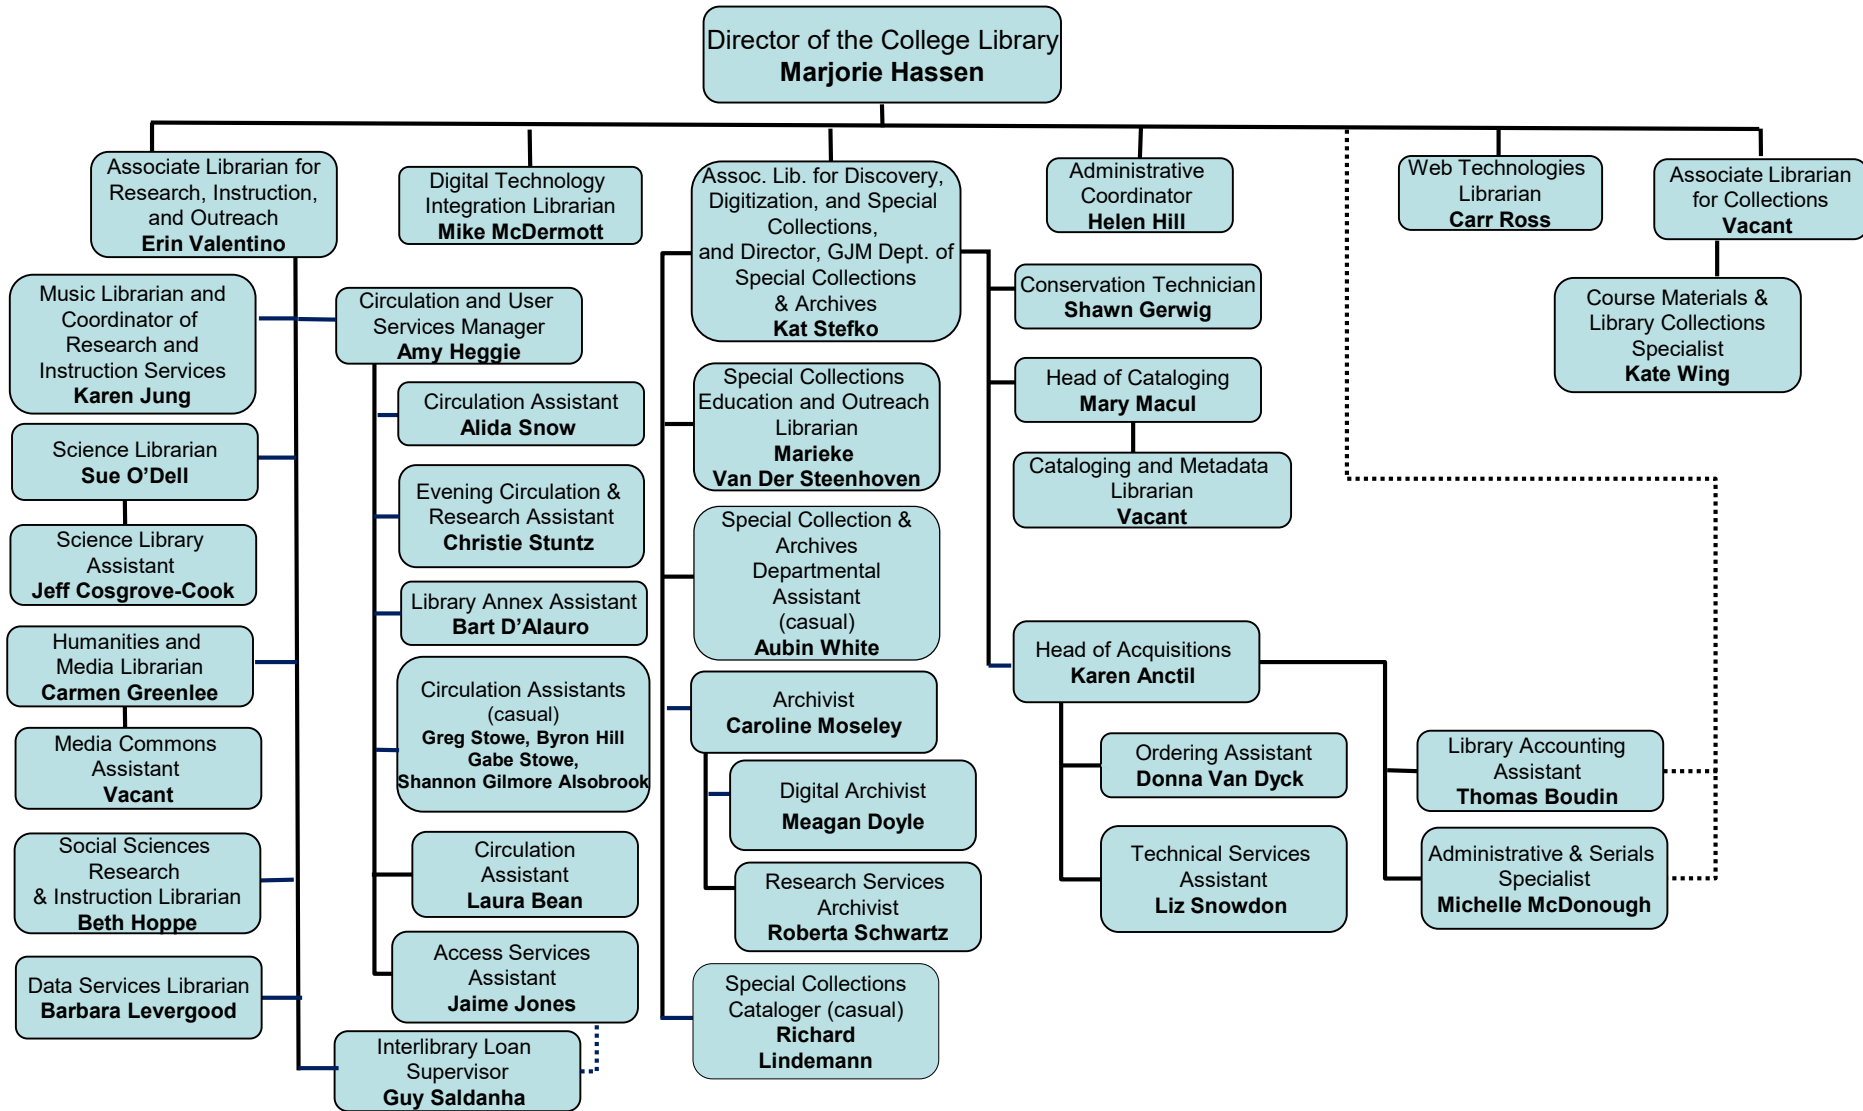 Director of the College Library
Marjorie Hassen
Associate Librarian for
Research, Instruction,
and Outreach
Erin Valentino
Digital Technology
Integration Librarian
Mike McDermott
Assoc. Lib. for Discovery,
Digitization, and Special
Collections,
and Director, GJM Dept. of
Special Collections
& Archives
Kat Stefko
Administrative
Coordinator
Helen Hill
Web Technologies
Librarian
Carr Ross
Associate Librarian
for Collections
Vacant
Music Librarian and
Coordinator of
Research and
Instruction Services
Karen Jung
Science Librarian
Sue O’Dell
Science Library
Assistant
Jeff Cosgrove-Cook
Humanities and
Media Librarian
Carmen Greenlee
Media Commons
Assistant
Vacant
Social Sciences
Research
& Instruction Librarian
Beth Hoppe
Data Services Librarian
Barbara Levergood
Circulation and User
Services Manager
Amy Heggie
Circulation Assistant
Alida Snow
Evening Circulation &
Research Assistant
Christie Stuntz
Library Annex Assistant
Bart D’Alauro
Circulation Assistants
(casual)
Greg Stowe, Byron Hill
Gabe Stowe,
Shannon Gilmore Alsobrook
Circulation
Assistant
Laura Bean
Access Services
Assistant
Jaime Jones
Interlibrary Loan
Supervisor
Guy Saldanha
Special Collections
Education and Outreach
Librarian
Marieke
Van Der Steenhoven
Special Collection &
Archives
Departmental
Assistant
(casual)
Aubin White
Archivist
Caroline Moseley
Digital Archivist
Meagan Doyle
Research Services
Archivist
Roberta Schwartz
Special Collections
Cataloger (casual)
Richard
Lindemann
Conservation Technician
Shawn Gerwig
Head of Cataloging
Mary Macul
Cataloging and Metadata
Librarian
Vacant
Head of Acquisitions
Karen Anctil
Ordering Assistant
Donna Van Dyck
Technical Services
Assistant
Liz Snowdon
Library Accounting
Assistant
Thomas Boudin
Administrative & Serials
Specialist
Michelle McDonough
Course Materials &
Library Collections
Specialist
Kate Wing